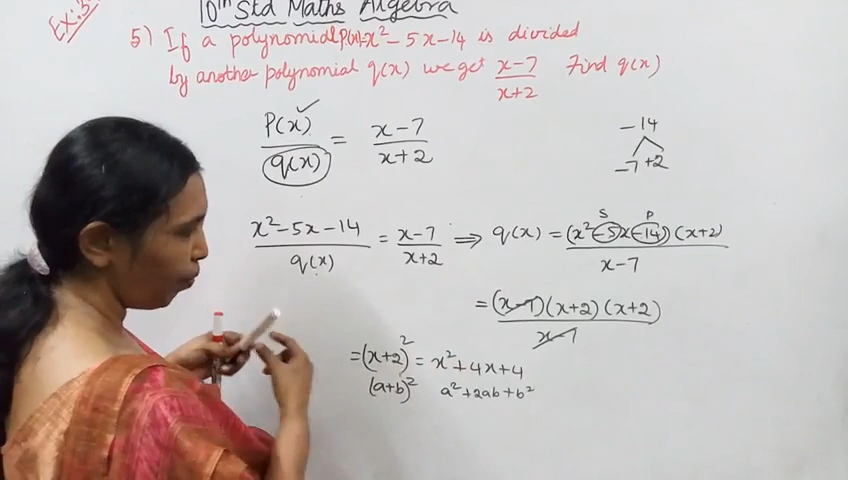 10th Std Maths Algebra
Ex: 3.
5) If a polynomial P(x)=x² - 5x - 14 is divided
by another polynomial q(x) we get (x-7)/(x+2) Find q(x)
P(x)/q(x) = (x-7)/(x+2)
-14
-7 +2
(x² - 5x - 14)/q(x) = (x-7)/(x+2) ⇒ q(x) = (x² - 5x - 14)(x+2)/(x-7)
S P
= (x-7)(x+2)(x+2)/(x-7)
= (x+2)² = x² + 4x + 4
(a+b)² a² + 2ab + b²